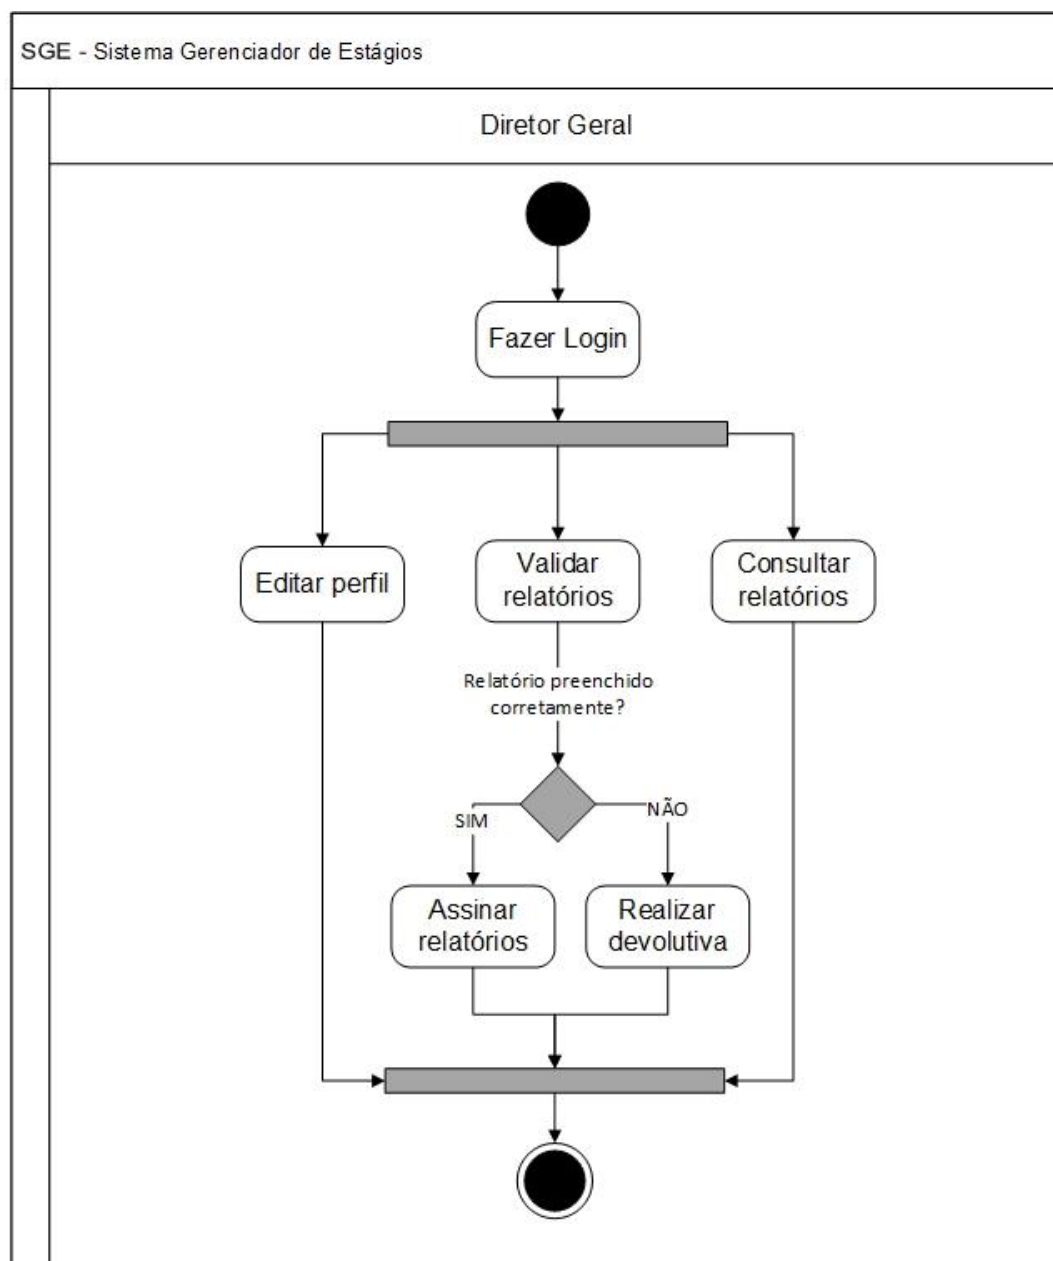 SGE - Sistema Gerenciador de Estágios
Diretor Geral
Fazer Login
Editar perfil
Validar
relatórios
Consultar
relatórios
Relatório preenchido
corretamente?
SIM
NÃO
Assinar
relatórios
Realizar
devolutiva